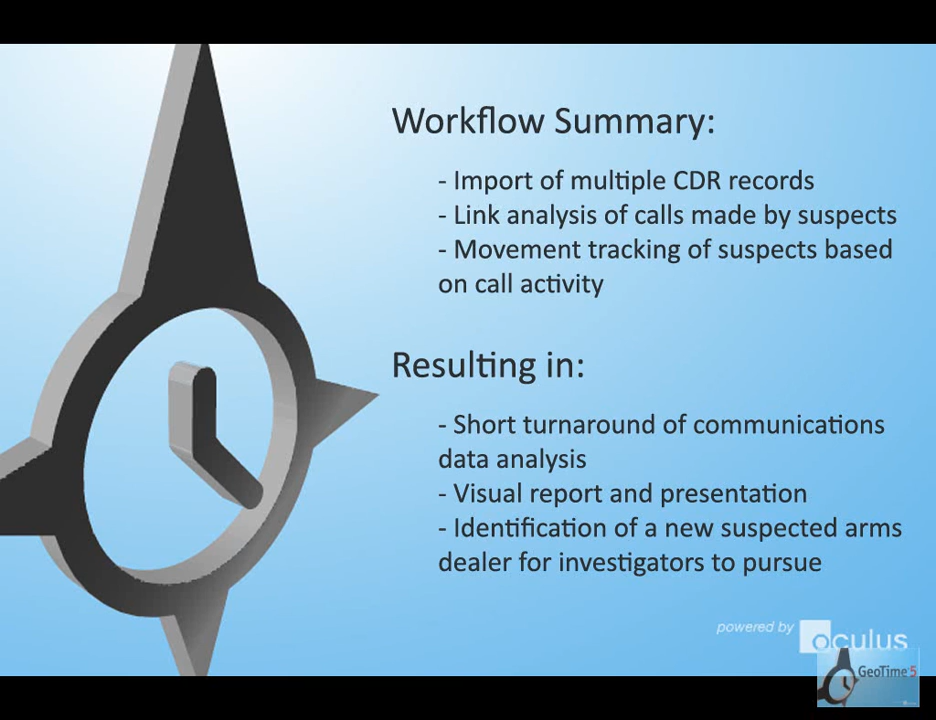 Workflow Summary:
- Import of multiple CDR records
- Link analysis of calls made by suspects
- Movement tracking of suspects based
on call activity
Resulting in:
- Short turnaround of communications
data analysis
- Visual report and presentation
- Identification of a new suspected arms
dealer for investigators to pursue
powered by oculus
GeoTime 5